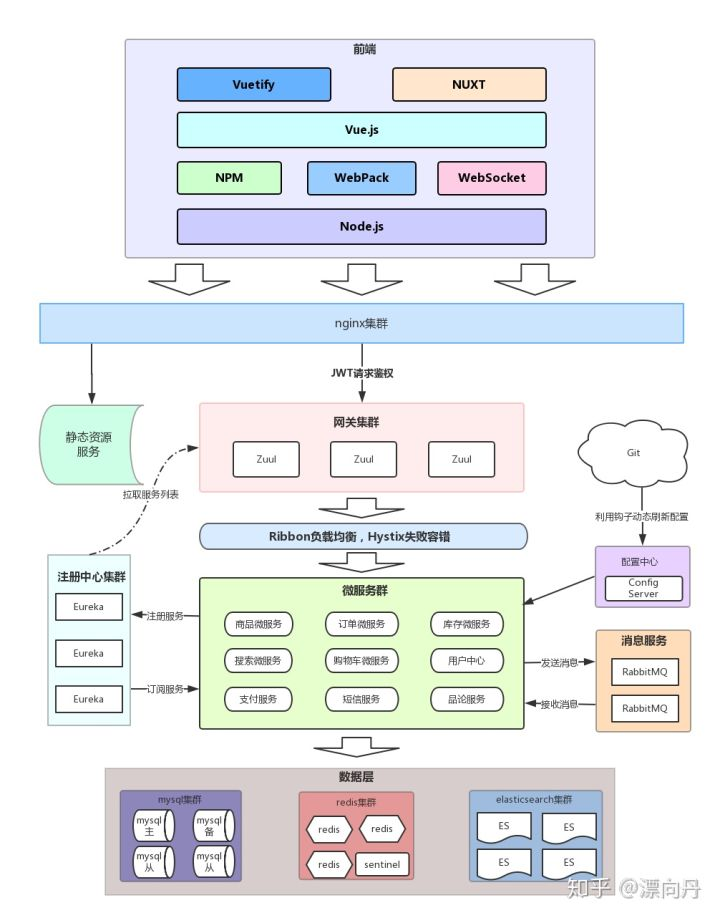 前端
Vuetify
NUXT
Vue.js
NPM
WebPack
WebSocket
Node.js
nginx集群
JWT请求鉴权
静态资源
服务
网关集群
Zuul
Zuul
Zuul
Git
拉取服务列表
利用钩子动态刷新配置
Ribbon负载均衡，Hystix失败容错
注册中心集群
Eureka
Eureka
Eureka
注册服务
订阅服务
微服务群
商品微服务
订单微服务
库存微服务
搜索微服务
购物车微服务
用户中心
支付服务
短信服务
品论服务
配置中心
Config
Server
消息服务
RabbitMQ
RabbitMQ
发送消息
接收消息
数据层
mysql集群
mysql
主
mysql
备
mysql
从
mysql
从
redis集群
redis
redis
redis
sentinel
elasticsearch集群
ES
ES
ES
ES
知乎 @漂向丹